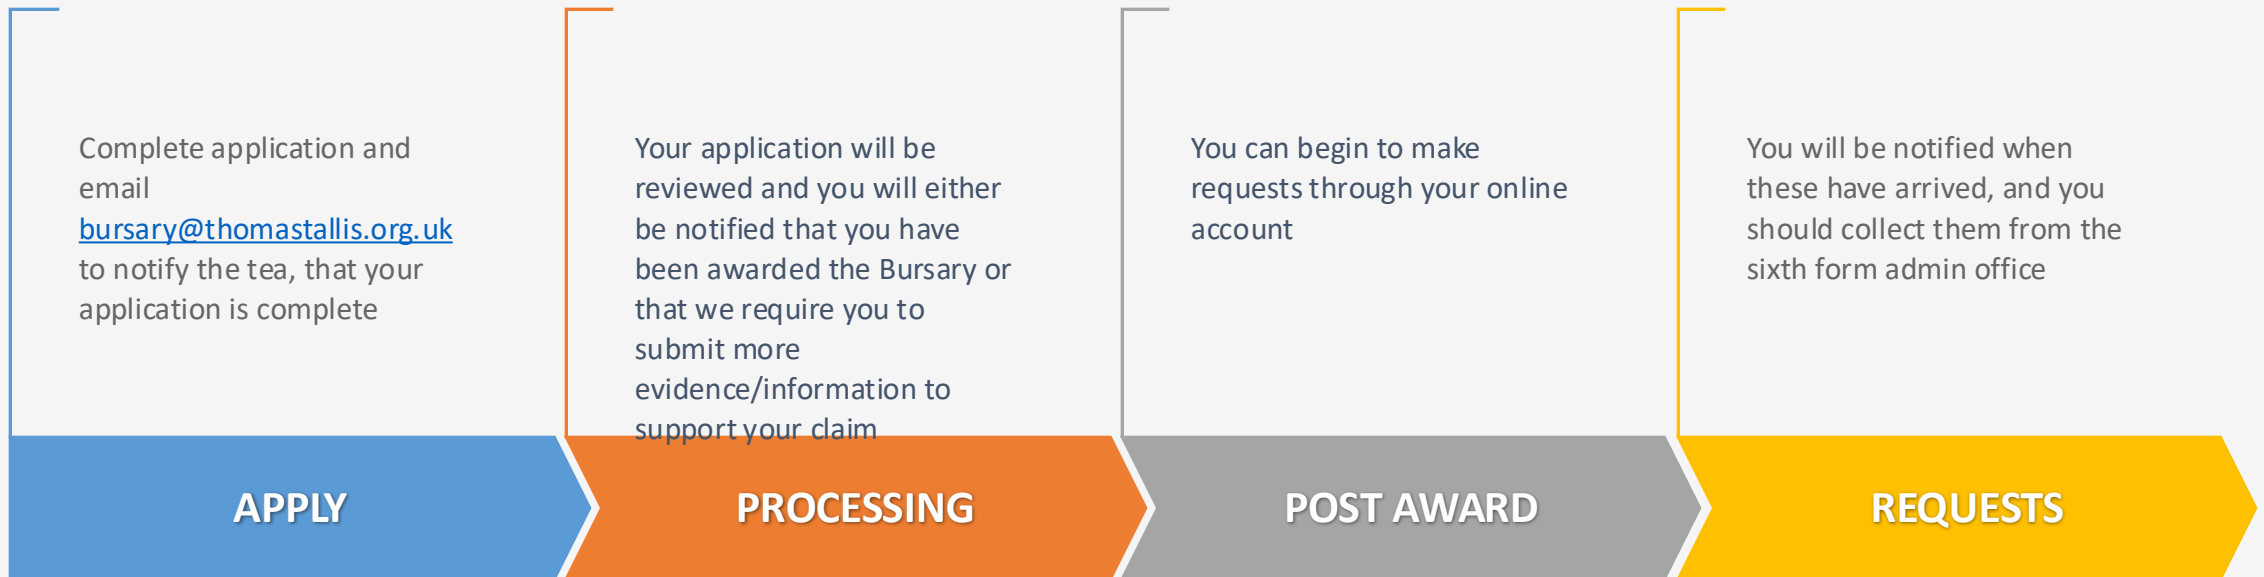 Complete application and
email
bursary@thomastallis.org.uk
to notify the tea, that your
application is complete
APPLY
Your application will be
reviewed and you will either
be notified that you have
been awarded the Bursary or
that we require you to
submit more
evidence/information to
support your claim
PROCESSING
You can begin to make
requests through your online
account
POST AWARD
You will be notified when
these have arrived, and you
should collect them from the
sixth form admin office
REQUESTS